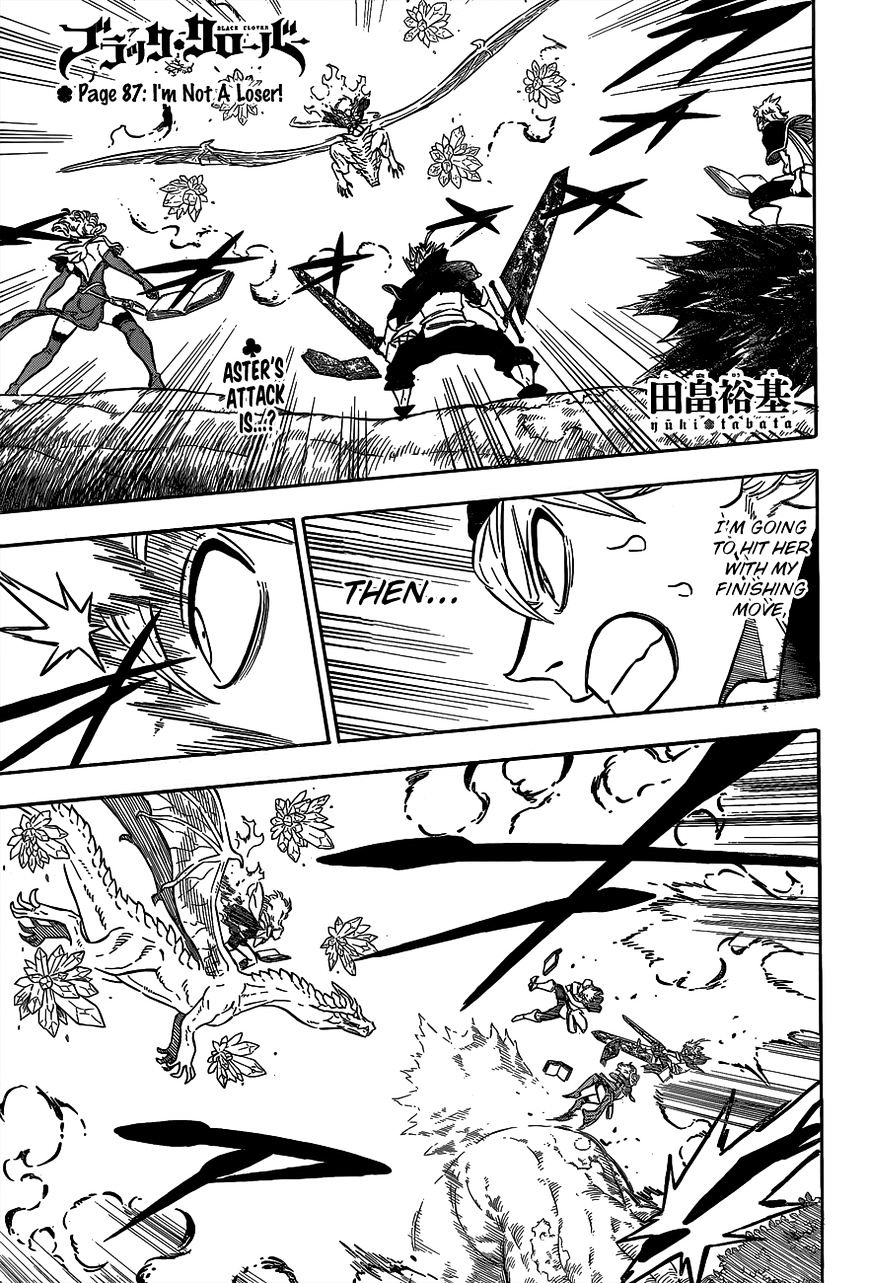 BLACK CLOVER
ブラック・クローバー
Page 87: I'm Not A Loser!
ASTER'S
ATTACK
IS...?
田畠裕基
yūki tabata
I'M GOING
TO HIT HER
WITH MY
FINISHING
MOVE,
THEN...